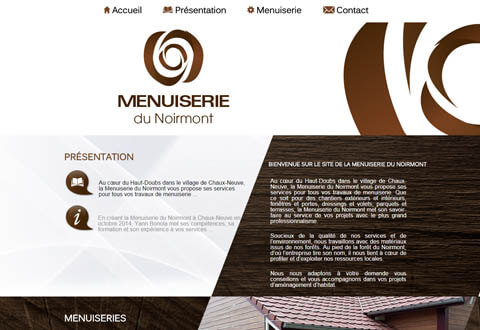 Accueil
Présentation
Menuiserie
Contact
MENUISERIE
du Noirmont
PRÉSENTATION
Au cœur du Haut-Doubs dans le village de Chaux-Neuve,
la Menuiserie du Noirmont vous propose ses services
pour tous vos travaux de menuiserie ...
En créant la Menuiserie du Noirmont à Chaux-Neuve en
octobre 2014, Yann Bonola met ses compétences, sa
formation et son expérience à vos services ...
BIENVENUE SUR LE SITE DE LA MENUISERIE DU NOIRMONT
Au cœur du Haut-Doubs dans le village de Chaux-
Neuve, la Menuiserie du Noirmont vous propose ses
services pour tous vos travaux de menuiserie. Que
ce soit pour des chantiers extérieurs et intérieurs,
fenêtres et portes, dressings et volets, parquets et
terrasses, la Menuiserie du Noirmont met son savoir-
faire au service de vos projets avec le plus grand
professionnalisme.
Soucieux de la qualité de nos services et de
l'environnement, nous travaillons avec des matériaux
issus de nos forêts. Au pied de la forêt du Noirmont,
d'où l'entreprise tire son nom, il nous tient à cœur de
profiter et d'exploiter nos ressources locales.
Nous nous adaptons à votre demande, vous
conseillons et vous accompagnons dans vos projets
d'aménagement d'habitat.
MENUISERIES